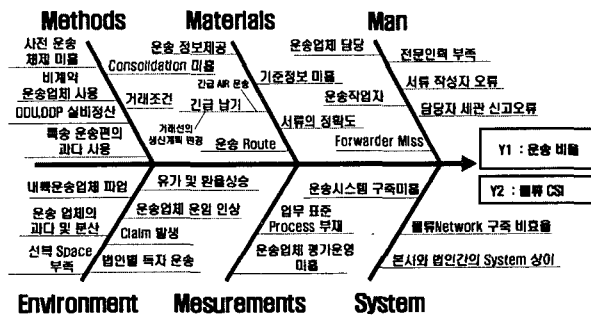 Methods
Materials
Man
사전 운송
체제 미흡
비계약
운송업체 사용
DDU,DDP 실비정산
특송 운송편의
과다 사용
운송 정보제공
Consolidation 미흡
거래조건
긴급 AIR 운송
긴급 납기
거래선의
생산계획 변경
운송 Route
운송업체 담당
기준정보 미흡
운송작업자
서류의 정확도
Forwarder Miss
전문인력 부족
서류 작성자 오류
담당자 세관 신고오류
Y1 : 운송 비율
Y2 : 물류 CSI
내륙운송업체 파업
운송 업체의
과다 및 분산
선복 Space
부족
유가 및 환율상승
운송업체 운임 인상
Claim 발생
법인별 독자 운송
운송시스템 구축미흡
업무 표준
Process 부재
운송업체 평가운영
미흡
물류Network 구축 비효율
본사와 법인간의 System 상이
Environment
Mesurements
System